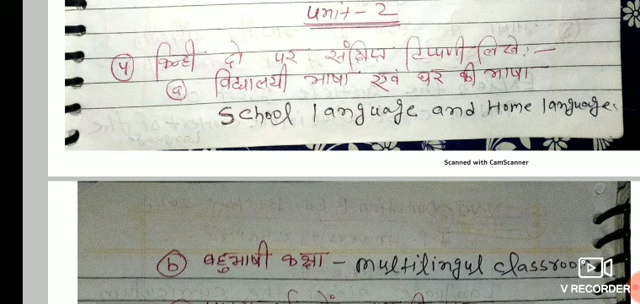 Unit - 2
(4) किन्ही दो पर संक्षिप्त टिप्पणी लिखे: -
(a) विद्यालयी भाषा एवं घर की भाषा
School language and Home language.
Scanned with CamScanner
(b) बहुभाषी कक्षा - multilingul classroo
V RECORDER